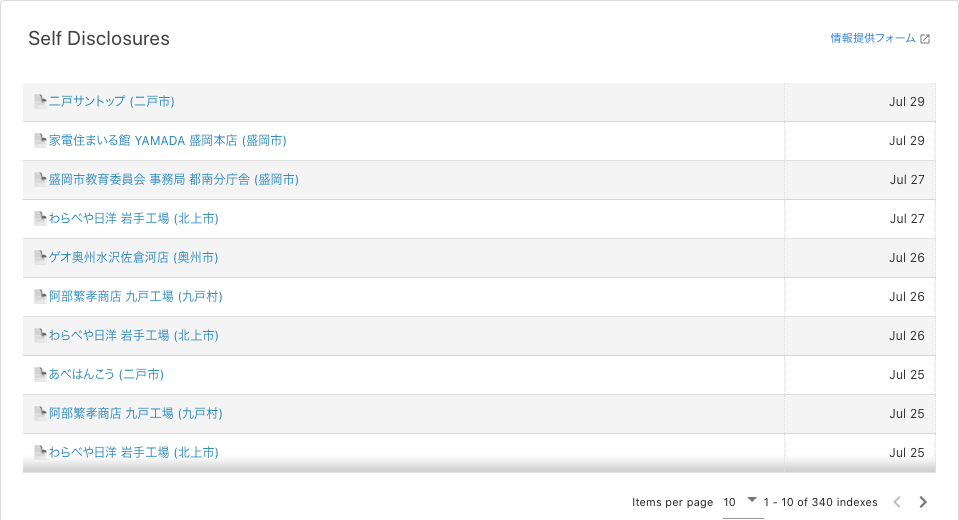 Self Disclosures
情報提供フォーム
二戸サントップ (二戸市) Jul 29
家電住まいる館 YAMADA 盛岡本店 (盛岡市) Jul 29
盛岡市教育委員会 事務局 都南分庁舎 (盛岡市) Jul 27
わらべや日洋 岩手工場 (北上市) Jul 27
ゲオ奥州水沢佐倉河店 (奥州市) Jul 26
阿部繁孝商店 九戸工場 (九戸村) Jul 26
わらべや日洋 岩手工場 (北上市) Jul 26
あべはんこう (二戸市) Jul 25
阿部繁孝商店 九戸工場 (九戸村) Jul 25
わらべや日洋 岩手工場 (北上市) Jul 25
Items per page 10 1 - 10 of 340 indexes